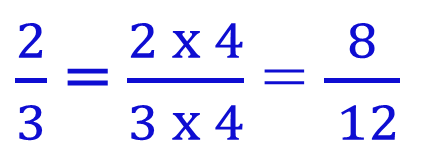 2/3 = 2 x 4/3 x 4 = 8/12